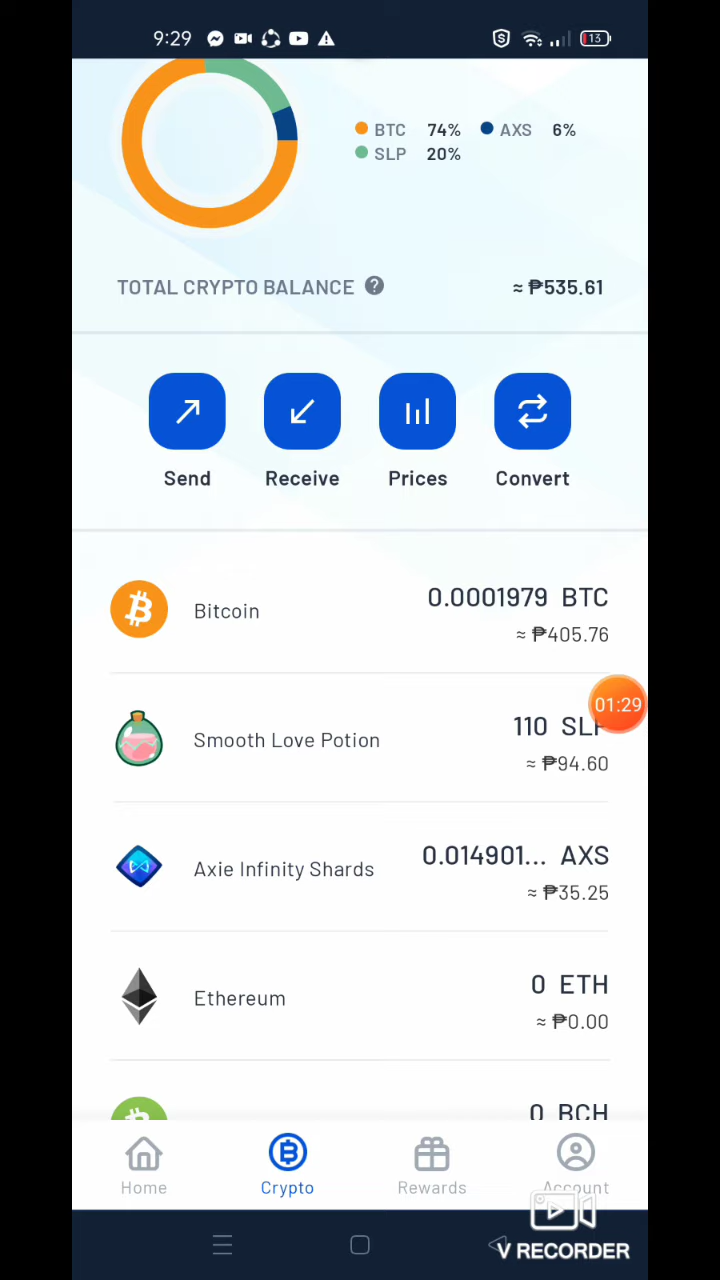 9:29 13
BTC 74% AXS 6%
SLP 20%
TOTAL CRYPTO BALANCE ? ≈ ₱535.61
Send Receive Prices Convert
Bitcoin 0.0001979 BTC
≈ ₱405.76
Smooth Love Potion 110 SLP
≈ ₱94.60
01:29
Axie Infinity Shards 0.014901... AXS
≈ ₱35.25
Ethereum 0 ETH
≈ ₱0.00
0 BCH
Home Crypto Rewards Account
V RECORDER